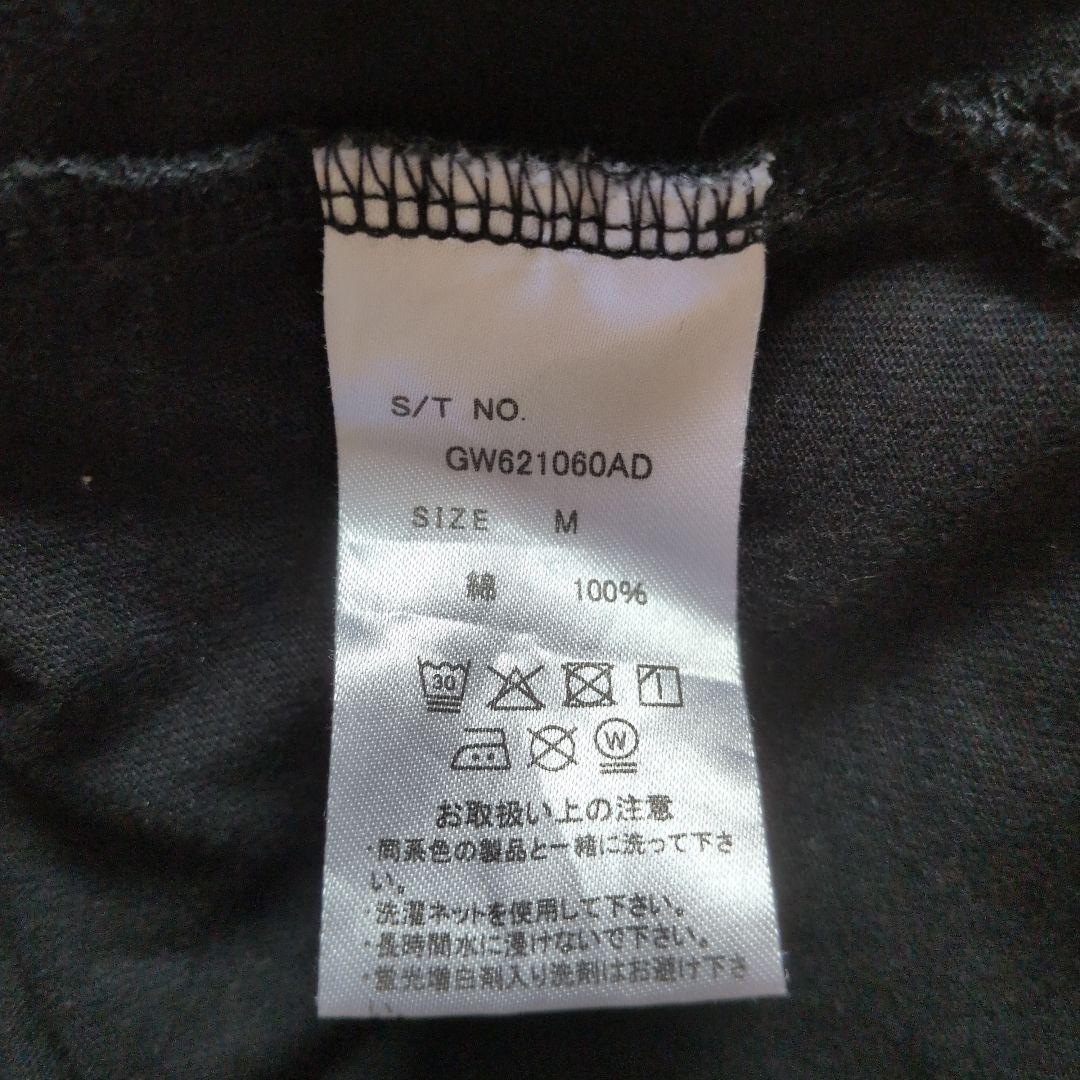 S/T NO.
GW621060AD
SIZE M
綿 100%
30
W
お取扱い上の注意
・同系色の製品と一緒に洗って下さ
い。
・洗濯ネットを使用して下さい。
・長時間水に浸けないで下さい。
・蛍光増白剤入り洗剤はお避け下さ
い。